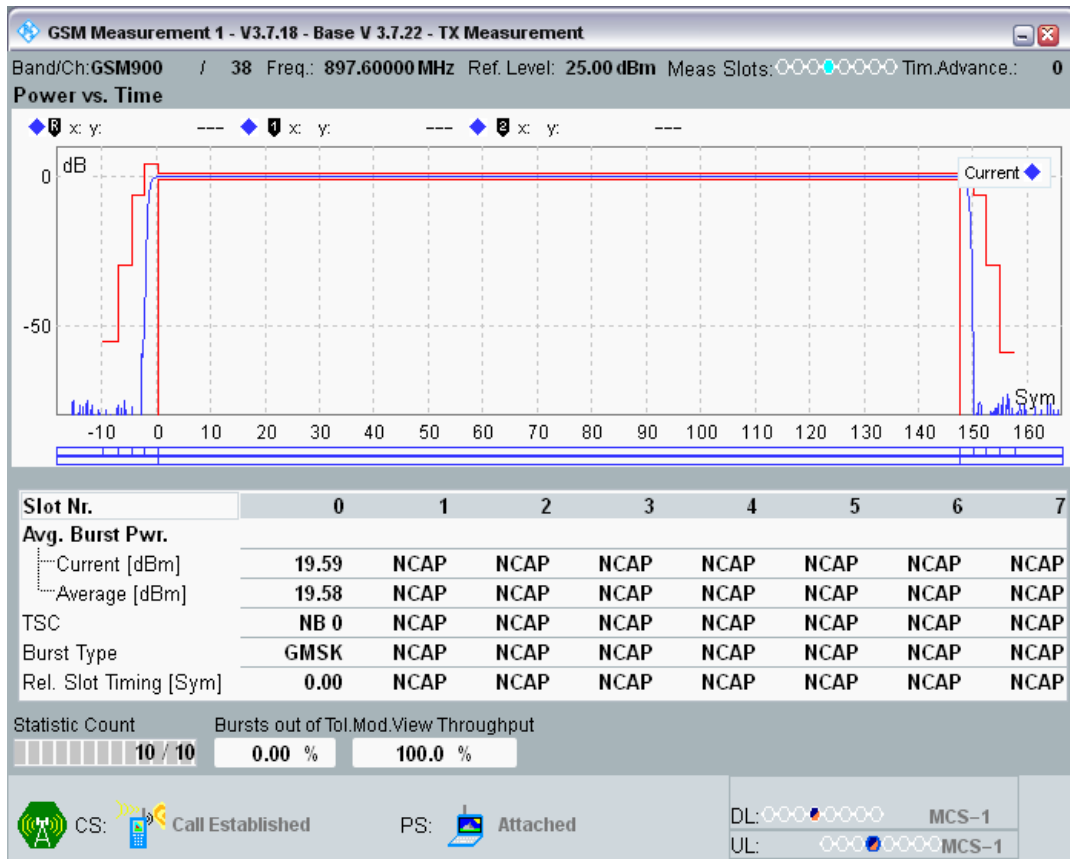 GSM Measurement 1 - V3.7.18 - Base V 3.7.22 - TX Measurement
Band/Ch:GSM900 / 38 Freq.: 897.60000 MHz Ref. Level: 25.00 dBm Meas Slots: Tim.Advance.: 0
Power vs. Time
R x: y: --- 1 x: y: --- 2 x: y: ---
dB
Current
0
-50
Sym
-10 0 10 20 30 40 50 60 70 80 90 100 110 120 130 140 150 160
Slot Nr. 0 1 2 3 4 5 6 7
Avg. Burst Pwr.
Current [dBm] 19.59 NCAP NCAP NCAP NCAP NCAP NCAP NCAP
Average [dBm] 19.58 NCAP NCAP NCAP NCAP NCAP NCAP NCAP
TSC NB 0 NCAP NCAP NCAP NCAP NCAP NCAP NCAP
Burst Type GMSK NCAP NCAP NCAP NCAP NCAP NCAP NCAP
Rel. Slot Timing [Sym] 0.00 NCAP NCAP NCAP NCAP NCAP NCAP NCAP
Statistic Count Bursts out of Tol.Mod.View Throughput
10 / 10 0.00 % 100.0 %
CS: Call Established PS: Attached
DL: MCS-1
UL: MCS-1